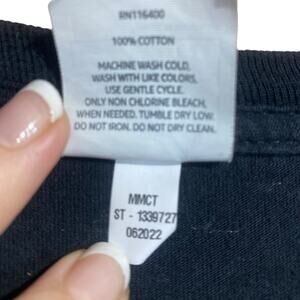 RN116400
100% COTTON
MACHINE WASH COLD,
WASH WITH LIKE COLORS,
USE GENTLE CYCLE.
ONLY NON CHLORINE BLEACH,
WHEN NEEDED. TUMBLE DRY LOW.
DO NOT IRON. DO NOT DRY CLEAN.
MMCT
ST - 1339727
062022